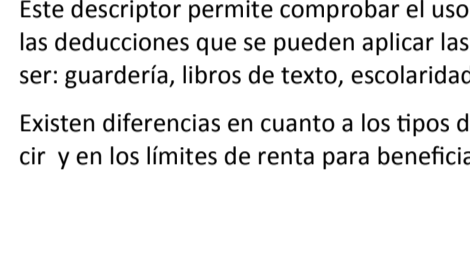 Este descriptor permite comprobar el uso
las deducciones que se pueden aplicar las
ser: guardería, libros de texto, escolaridad
Existen diferencias en cuanto a los tipos d
cir  y en los límites de renta para beneficia